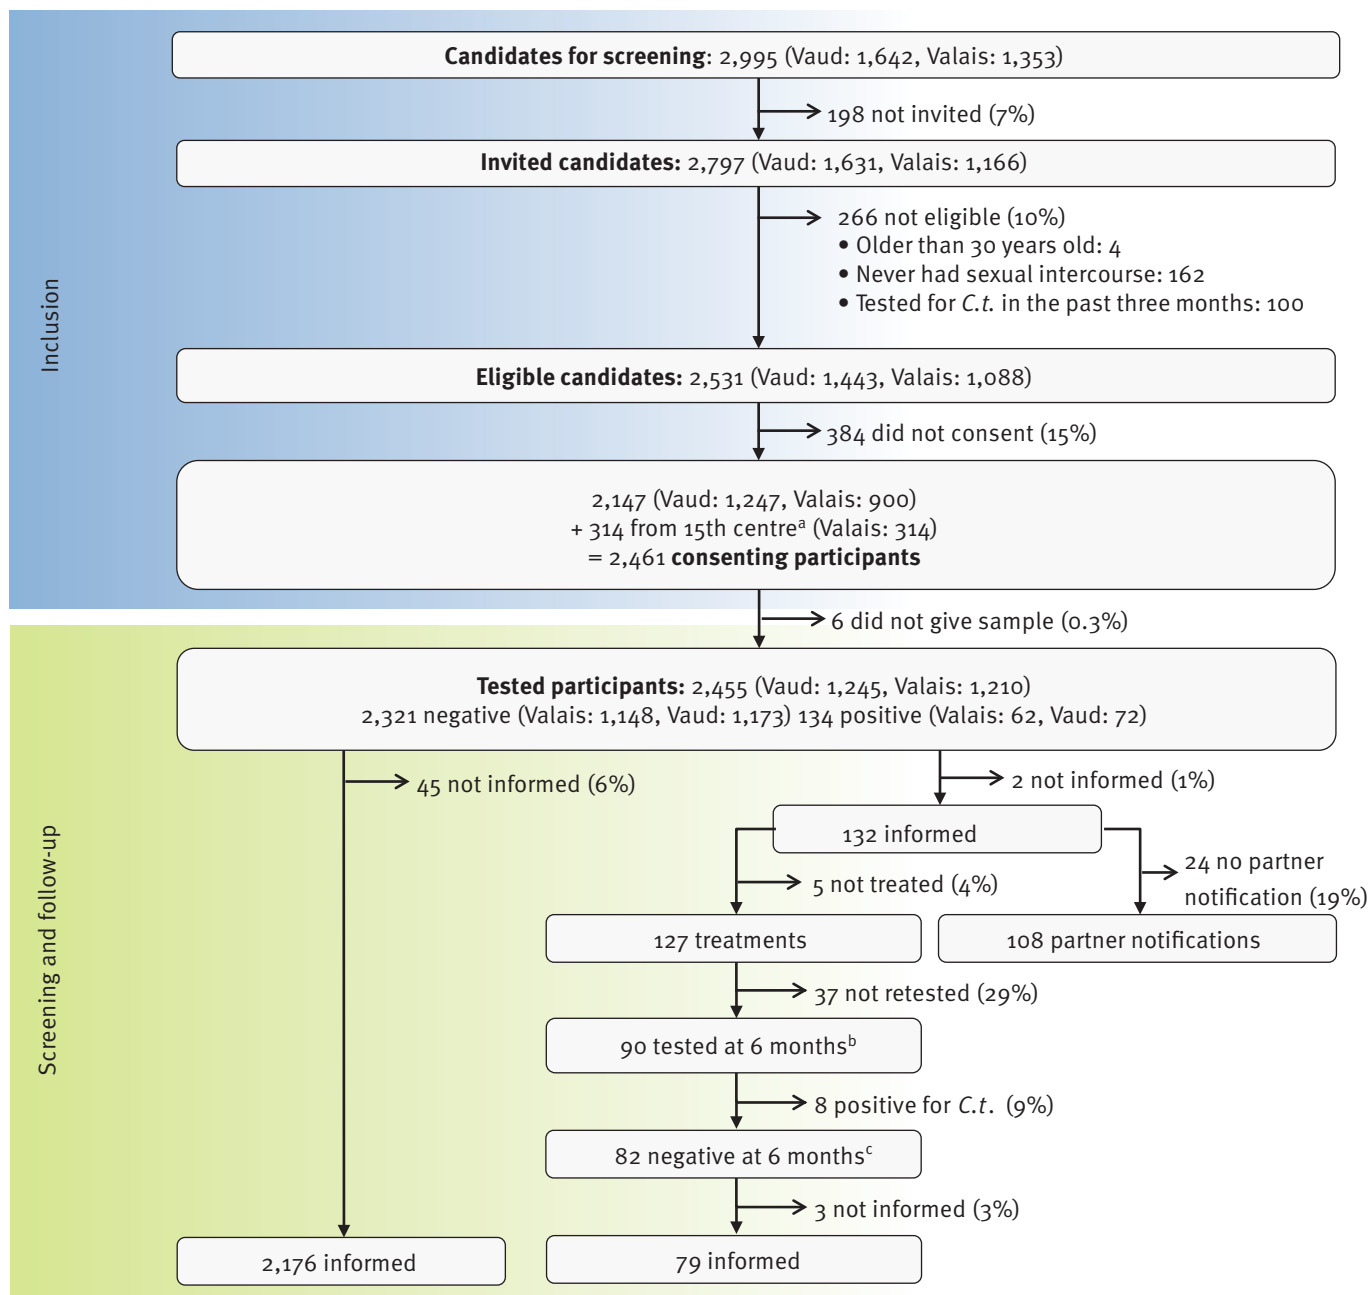 Candidates for screening: 2,995 (Vaud: 1,642, Valais: 1,353)
198 not invited (7%)
Invited candidates: 2,797 (Vaud: 1,631, Valais: 1,166)
266 not eligible (10%)
• Older than 30 years old: 4
• Never had sexual intercourse: 162
• Tested for C.t. in the past three months: 100
Inclusion
Eligible candidates: 2,531 (Vaud: 1,443, Valais: 1,088)
384 did not consent (15%)
2,147 (Vaud: 1,247, Valais: 900)
+ 314 from 15th centreᵃ (Valais: 314)
= 2,461 consenting participants
6 did not give sample (0.3%)
Tested participants: 2,455 (Vaud: 1,245, Valais: 1,210)
2,321 negative (Valais: 1,148, Vaud: 1,173) 134 positive (Valais: 62, Vaud: 72)
45 not informed (6%)
2 not informed (1%)
132 informed
Screening and follow-up
5 not treated (4%)
24 no partner
notification (19%)
127 treatments
108 partner notifications
37 not retested (29%)
90 tested at 6 monthsᵇ
8 positive for C.t. (9%)
82 negative at 6 monthsᶜ
3 not informed (3%)
2,176 informed
79 informed